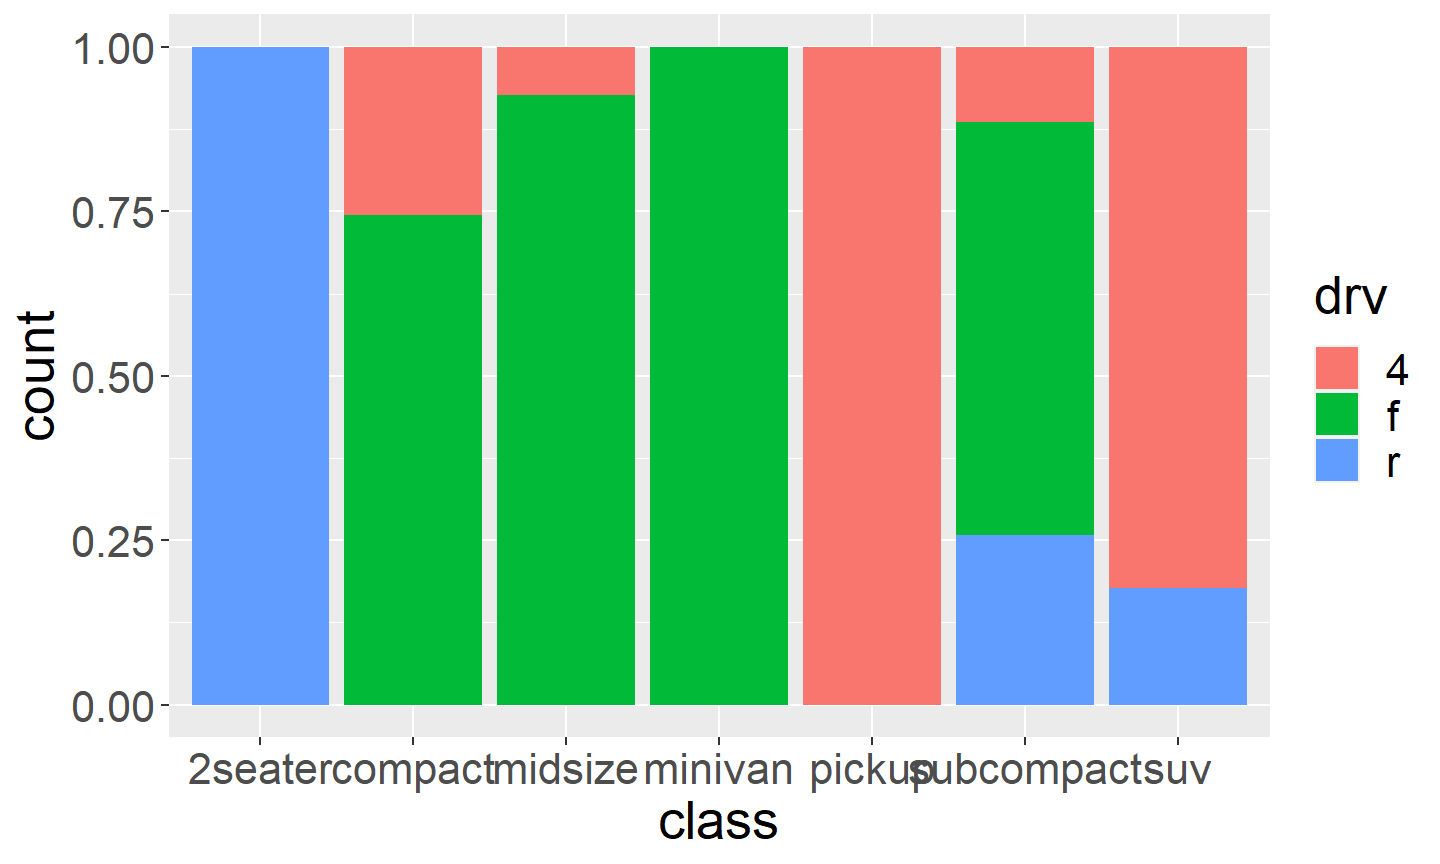 1.00
0.75
0.50
0.25
0.00
count
2seater compact midsize minivan pickup subcompact suv
class
drv
4
f
r